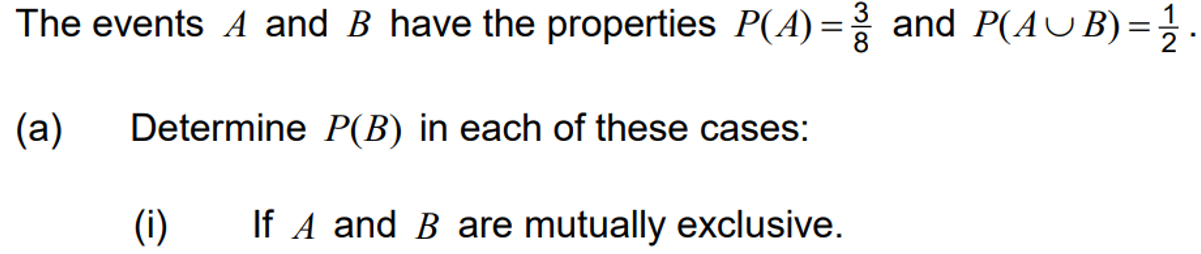 The events A and B have the properties P(A) = 3/8 and P(A ∪ B) = 1/2.
(a) Determine P(B) in each of these cases:
(i) If A and B are mutually exclusive.